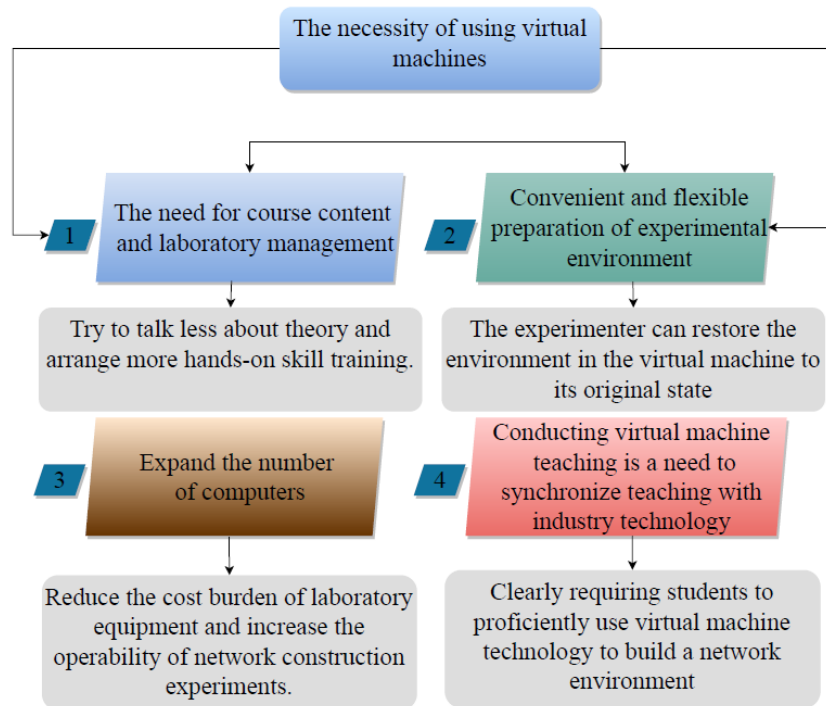 The necessity of using virtual
machines
1
The need for course content
and laboratory management
2
Convenient and flexible
preparation of experimental
environment
Try to talk less about theory and
arrange more hands-on skill training.
The experimenter can restore the
environment in the virtual machine to
its original state
3
Expand the number
of computers
4
Conducting virtual machine
teaching is a need to
synchronize teaching with
industry technology
Reduce the cost burden of laboratory
equipment and increase the
operability of network construction
experiments.
Clearly requiring students to
proficiently use virtual machine
technology to build a network
environment